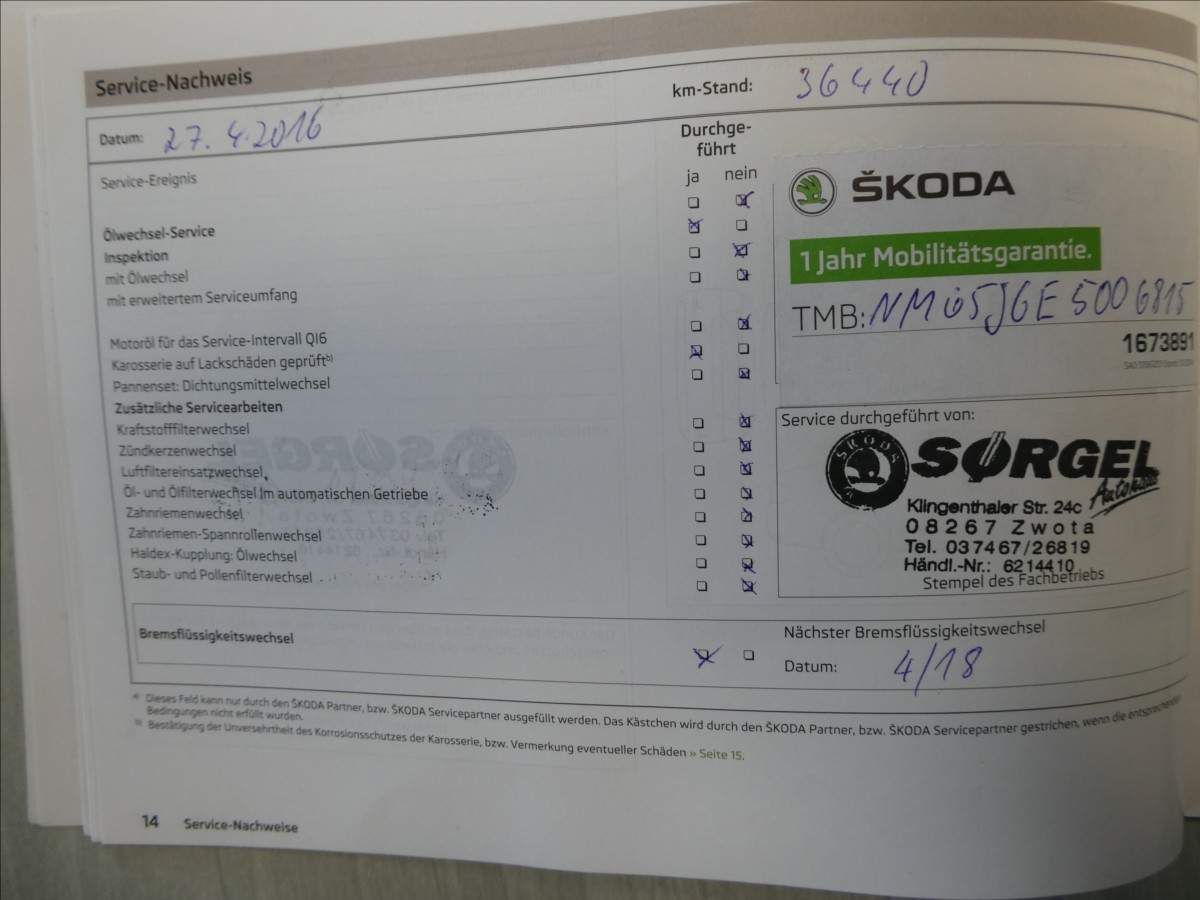 Service-Nachweis
Datum: 27.4.2016
km-Stand: 36440
Service-Ereignis
Durchge-
führt
ja nein
Ölwechsel-Service
Inspektion
mit Ölwechsel
mit erweitertem Serviceumfang
Motoröl für das Service-Intervall QI6
Karosserie auf Lackschäden geprüft b)
Pannenset: Dichtungsmittelwechsel
Zusätzliche Servicearbeiten
Kraftstofffilterwechsel
Zündkerzenwechsel
Luftfiltereinsatzwechsel
Öl- und Ölfilterwechsel im automatischen Getriebe
Zahnriemenwechsel
Zahnriemen-Spannrollenwechsel
Haldex-Kupplung: Ölwechsel
Staub- und Pollenfilterwechsel
ŠKODA
1 Jahr Mobilitätsgarantie.
TMB: NM65JGE5006815
1673891
Service durchgeführt von:
SKODA
SØRGEL
Klingenthaler Str. 24c
08267 Zwota
Tel. 037467/26819
Händl.-Nr.: 6214410
Stempel des Fachbetriebs
Bremsflüssigkeitswechsel
Nächster Bremsflüssigkeitswechsel
Datum: 4/18
a) Dieses Feld kann nur durch den ŠKODA Partner, bzw. ŠKODA Servicepartner ausgefüllt werden. Das Kästchen wird durch den ŠKODA Partner, bzw. ŠKODA Servicepartner gestrichen, wenn die
Bedingungen nicht erfüllt wurden.
b) Bestätigung der Unversehrtheit des Korrosionsschutzes der Karosserie, bzw. Vermerkung eventueller Schäden » Seite 15.
14 Service-Nachweise